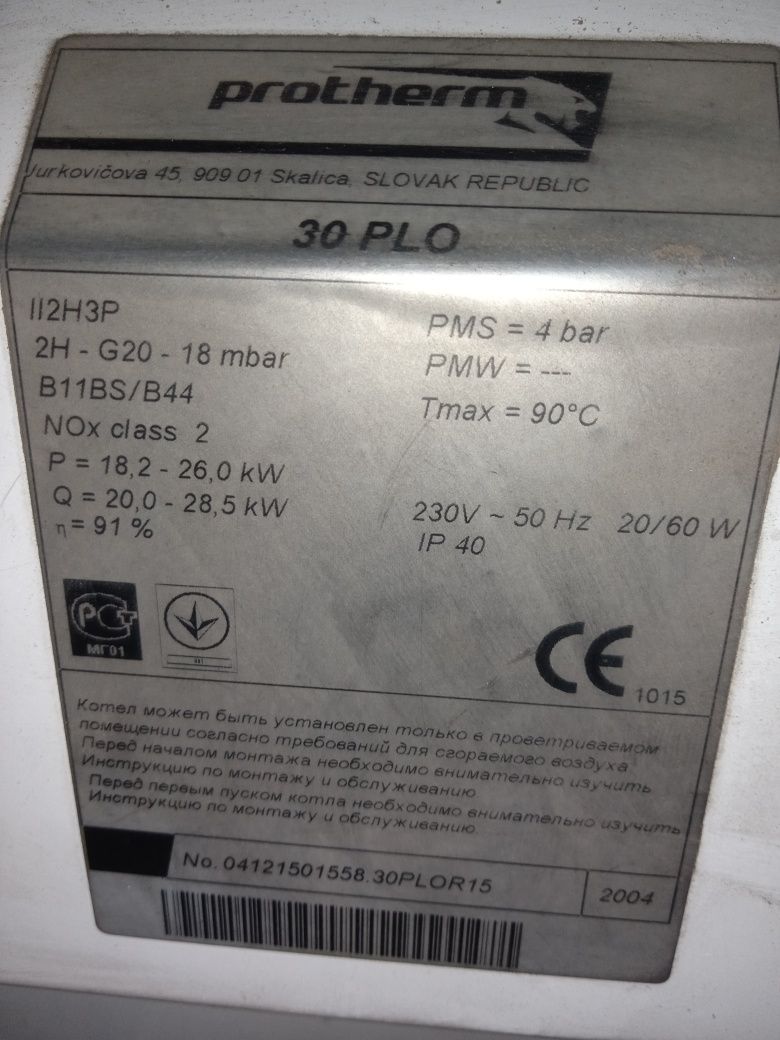 protherm
Jurkovičova 45, 909 01 Skalica, SLOVAK REPUBLIC
30 PLO
II2H3P
2H - G20 - 18 mbar
B11BS/B44
NOx class 2
P = 18,2 - 26,0 kW
Q = 20,0 - 28,5 kW
η = 91 %
PMS = 4 bar
PMW = ---
Tmax = 90°C
230V ~ 50 Hz 20/60 W
IP 40
РСТ
МГ01
CE 1015
Котел может быть установлен только в проветриваемом
помещении согласно требований для сгораемого воздуха
Перед началом монтажа необходимо внимательно изучить
Инструкцию по монтажу и обслуживанию
Перед первым пуском котла необходимо внимательно изучить
Инструкцию по монтажу и обслуживанию.
No. 04121501558.30PLOR15
2004